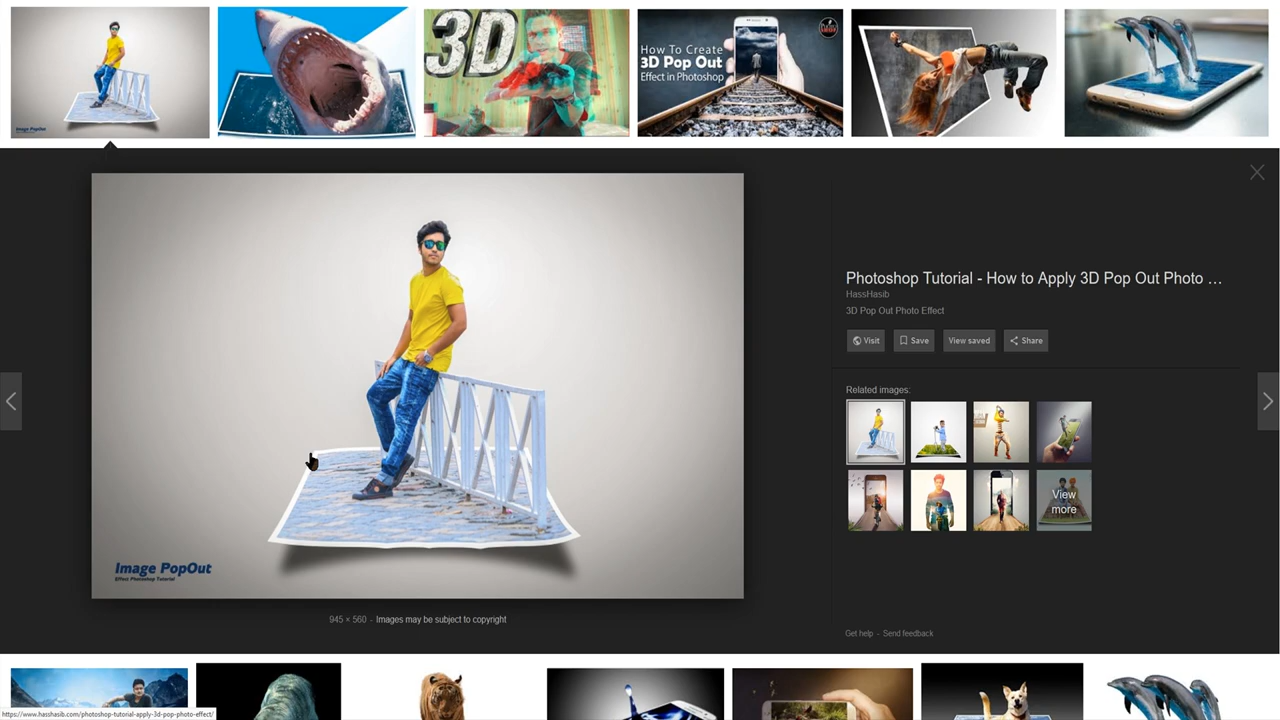 Image PopOut
3D
How To Create
3D Pop Out
Effect in Photoshop
Photoshop Tutorial - How to Apply 3D Pop Out Photo ...
HassHasib
3D Pop Out Photo Effect
Visit
Save
View saved
Share
Related images:
View
more
Image PopOut
Effect Photoshop Tutorial
945 × 560 - Images may be subject to copyright
Get help - Send feedback
https://www.hasshasib.com/photoshop-tutorial-apply-3d-pop-photo-effect/